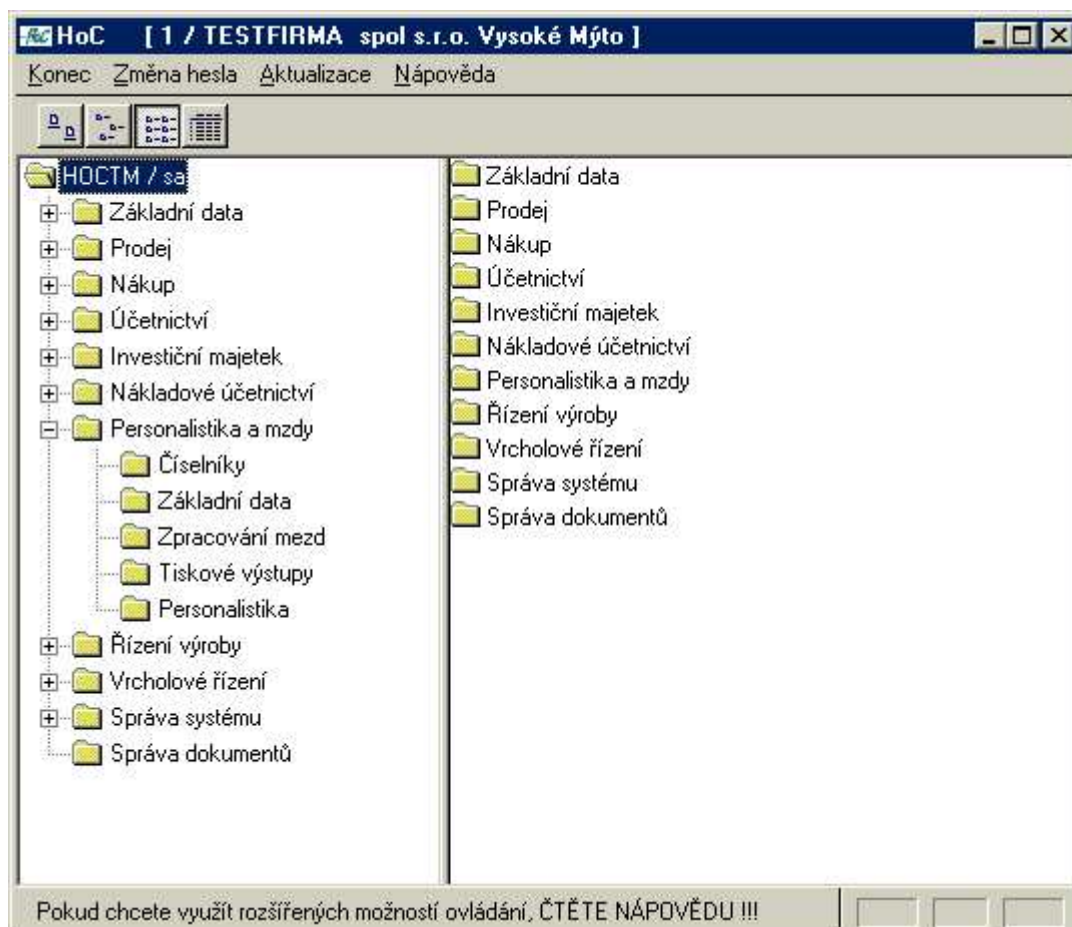 HoC HoC [ 1 / TESTFIRMA spol s.r.o. Vysoké Mýto ]
Konec Změna hesla Aktualizace Nápověda
HOCTM / sa
Základní data
Prodej
Nákup
Účetnictví
Investiční majetek
Nákladové účetnictví
Personalistika a mzdy
Číselníky
Základní data
Zpracování mezd
Tiskové výstupy
Personalistika
Řízení výroby
Vrcholové řízení
Správa systému
Správa dokumentů
Základní data
Prodej
Nákup
Účetnictví
Investiční majetek
Nákladové účetnictví
Personalistika a mzdy
Řízení výroby
Vrcholové řízení
Správa systému
Správa dokumentů
Pokud chcete využít rozšířených možností ovládání, ČTĚTE NÁPOVĚDU !!!